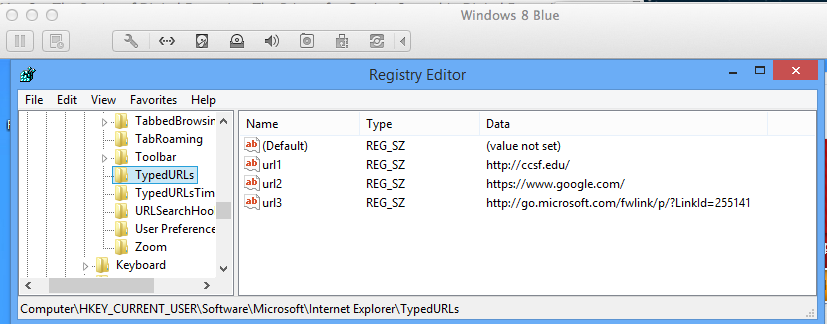 Windows 8 Blue
Registry Editor
File Edit View Favorites Help
TabbedBrowsin
TabRoaming
Toolbar
TypedURLs
TypedURLsTim
URLSearchHoo
User Preference
Zoom
Keyboard
Name Type Data
(Default) REG_SZ (value not set)
url1 REG_SZ http://ccsf.edu/
url2 REG_SZ https://www.google.com/
url3 REG_SZ http://go.microsoft.com/fwlink/p/?LinkId=255141
Computer\HKEY_CURRENT_USER\Software\Microsoft\Internet Explorer\TypedURLs